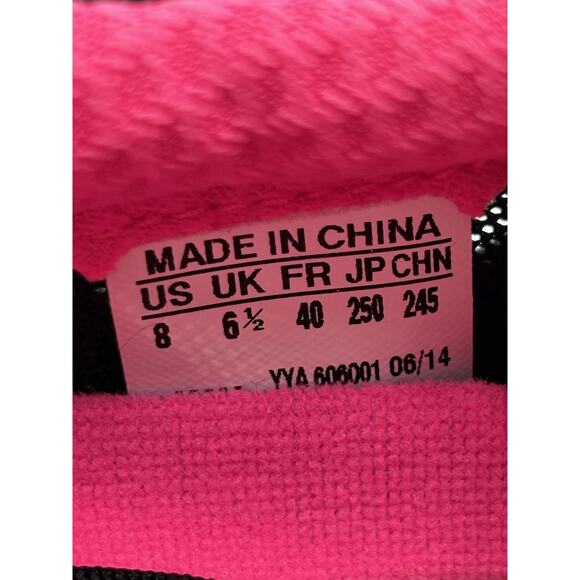 MADE IN CHINA
US UK FR JP CHN
8 6½ 40 250 245
YYA 606001 06/14